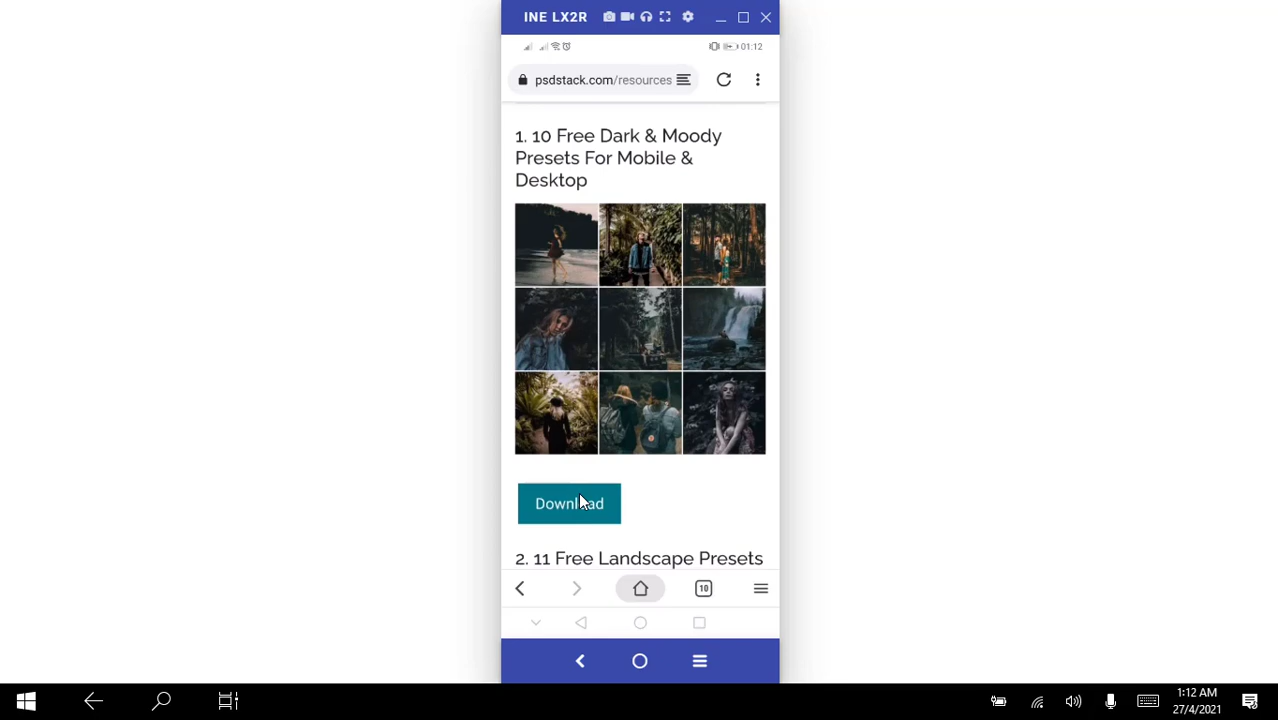 INE LX2R
01:12
psdstack.com/resources
1. 10 Free Dark & Moody
Presets For Mobile &
Desktop
Download
2. 11 Free Landscape Presets
10
1:12 AM
27/4/2021